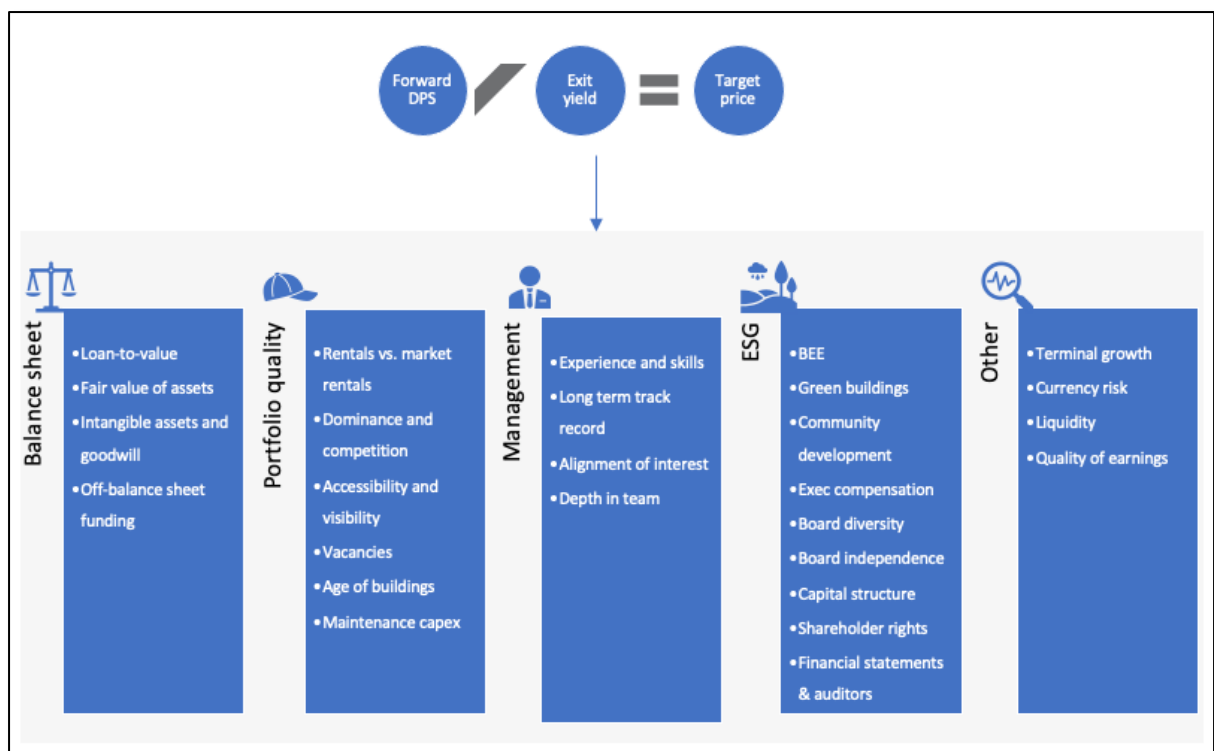 Forward
DPS
Exit
yield
Target
price
Balance sheet
•Loan-to-value
•Fair value of assets
•Intangible assets and
goodwill
•Off-balance sheet
funding
Portfolio quality
•Rentals vs. market
rentals
•Dominance and
competition
•Accessibility and
visibility
•Vacancies
•Age of buildings
•Maintenance capex
Management
•Experience and skills
•Long term track
record
•Alignment of interest
•Depth in team
ESG
•BEE
•Green buildings
•Community
development
•Exec compensation
•Board diversity
•Board independence
•Capital structure
•Shareholder rights
•Financial statements
& auditors
Other
•Terminal growth
•Currency risk
•Liquidity
•Quality of earnings